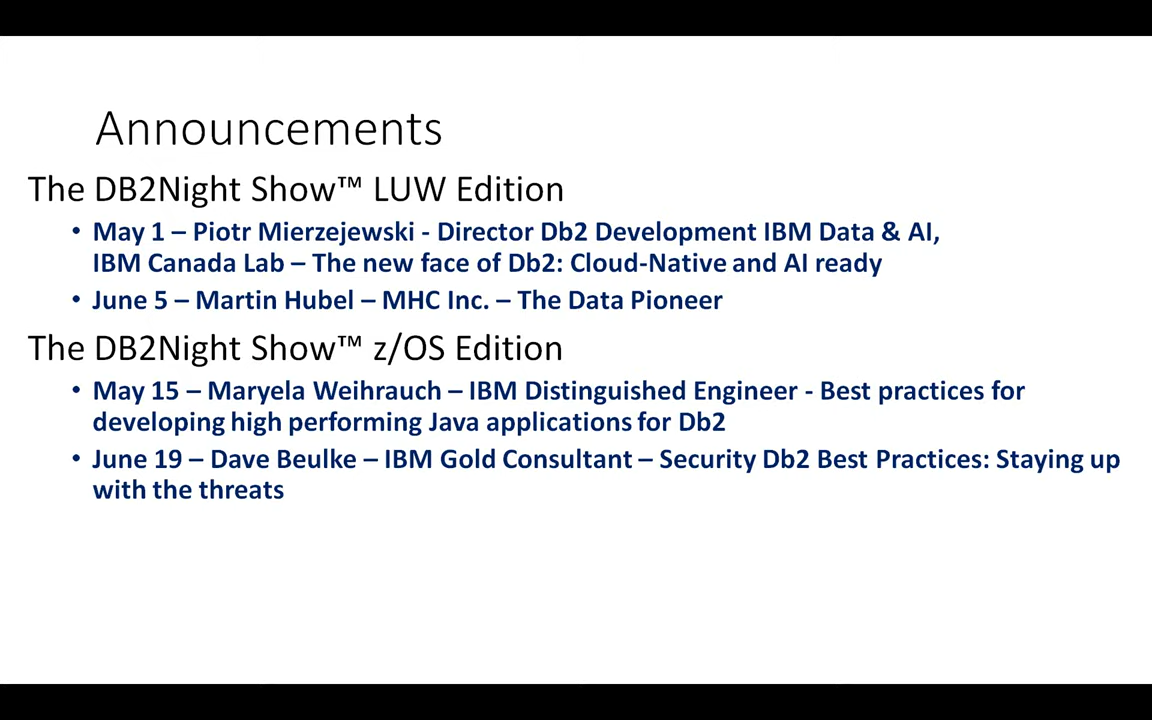 Announcements
The DB2Night Show™ LUW Edition
• May 1 – Piotr Mierzejewski - Director Db2 Development IBM Data & AI,
IBM Canada Lab – The new face of Db2: Cloud-Native and AI ready
• June 5 – Martin Hubel – MHC Inc. – The Data Pioneer
The DB2Night Show™ z/OS Edition
• May 15 – Maryela Weihrauch – IBM Distinguished Engineer - Best practices for
developing high performing Java applications for Db2
• June 19 – Dave Beulke – IBM Gold Consultant – Security Db2 Best Practices: Staying up
with the threats